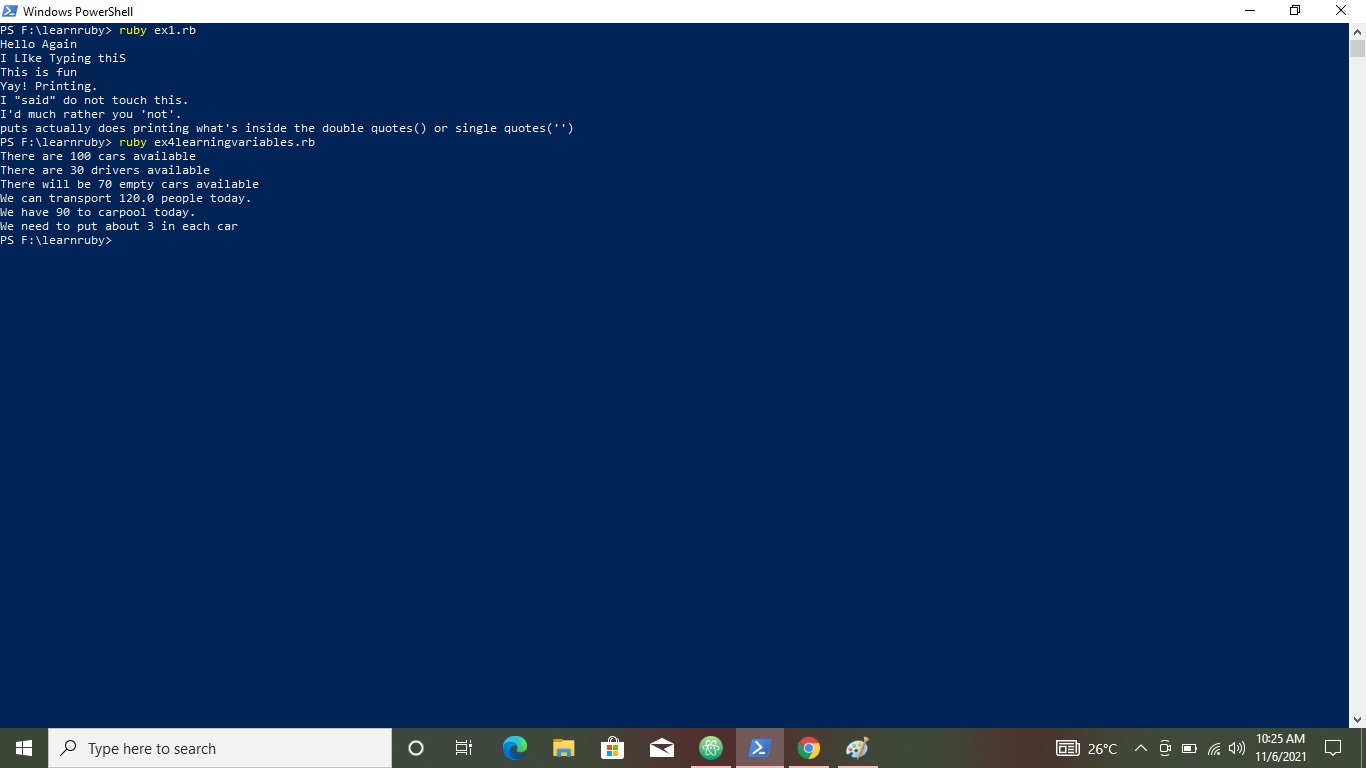 Windows PowerShell
PS F:\learnruby> ruby ex1.rb
Hello Again
I LIke Typing thiS
This is fun
Yay! Printing.
I "said" do not touch this.
I'd much rather you 'not'.
puts actually does printing what's inside the double quotes() or single quotes('')
PS F:\learnruby> ruby ex4learningvariables.rb
There are 100 cars available
There are 30 drivers available
There will be 70 empty cars available
We can transport 120.0 people today.
We have 90 to carpool today.
We need to put about 3 in each car
PS F:\learnruby>
Type here to search
26°C
10:25 AM
11/6/2021